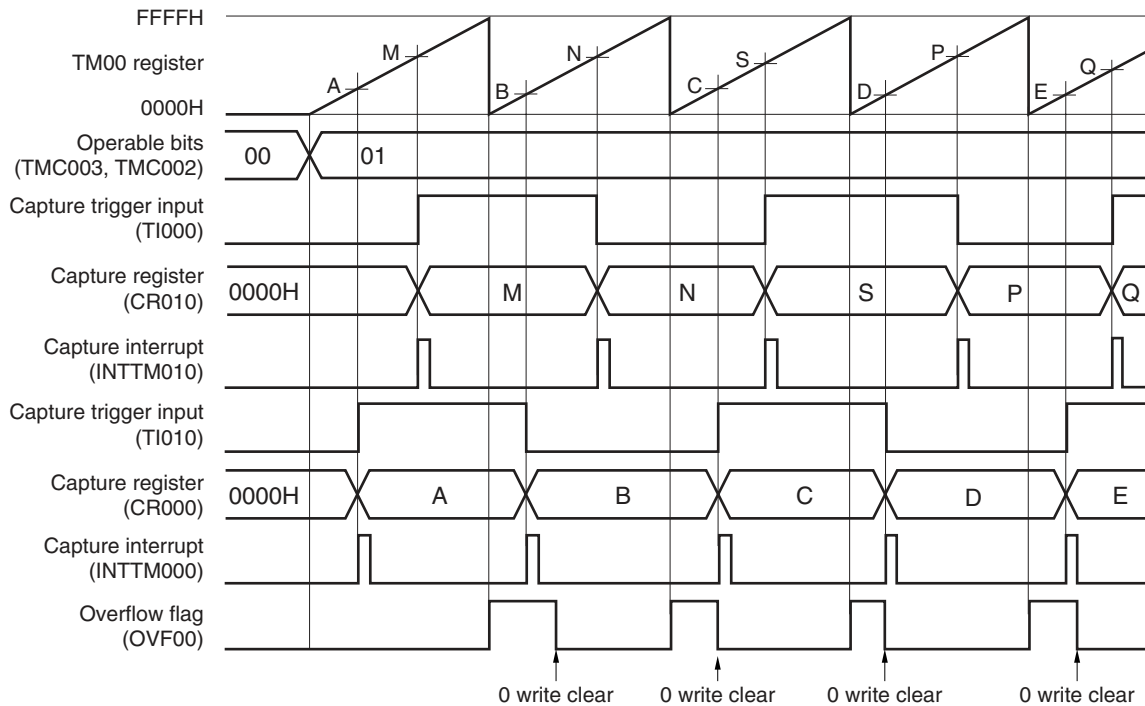 FFFFH
TM00 register
0000H
A M B N C S D P E Q
Operable bits
(TMC003, TMC002)
00 01
Capture trigger input
(TI000)
Capture register
(CR010)
0000H M N S P Q
Capture interrupt
(INTTM010)
Capture trigger input
(TI010)
Capture register
(CR000)
0000H A B C D E
Capture interrupt
(INTTM000)
Overflow flag
(OVF00)
0 write clear 0 write clear 0 write clear 0 write clear